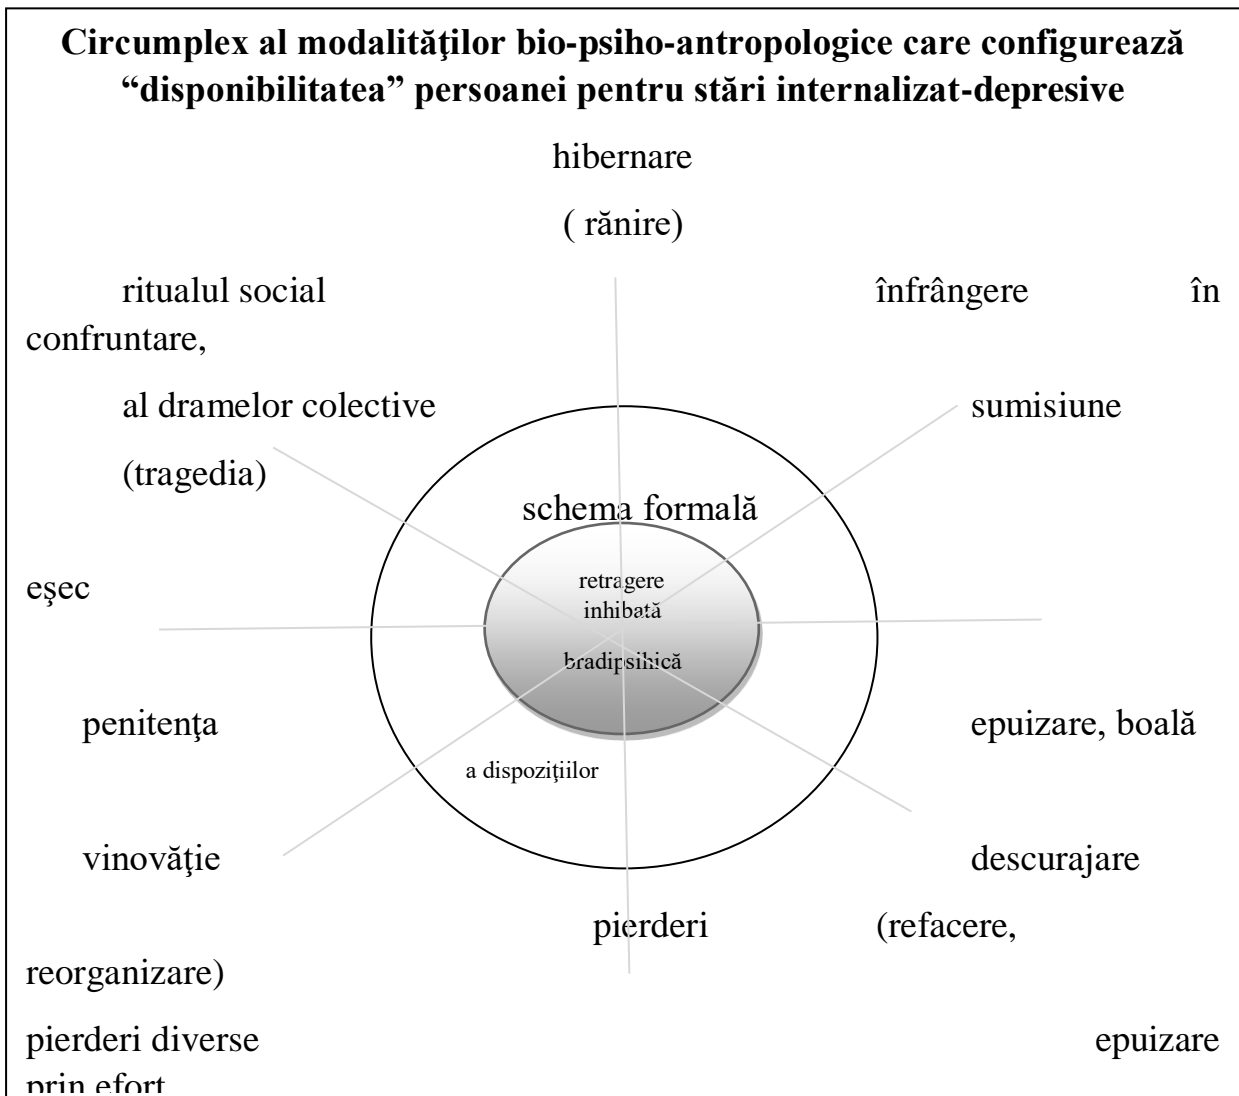 Circumplex al modalităţilor bio-psiho-antropologice care configurează
“disponibilitatea” persoanei pentru stări internalizat-depresive
hibernare
( rănire)
ritualul social înfrângere în
confruntare,
al dramelor colective sumisiune
(tragedia)
schema formală
retragere
eşec
inhibată
bradipsihică
penitenţa epuizare, boală
a dispoziţiilor
vinovăţie descurajare
pierderi (refacere,
reorganizare)
pierderi diverse epuizare
prin efort